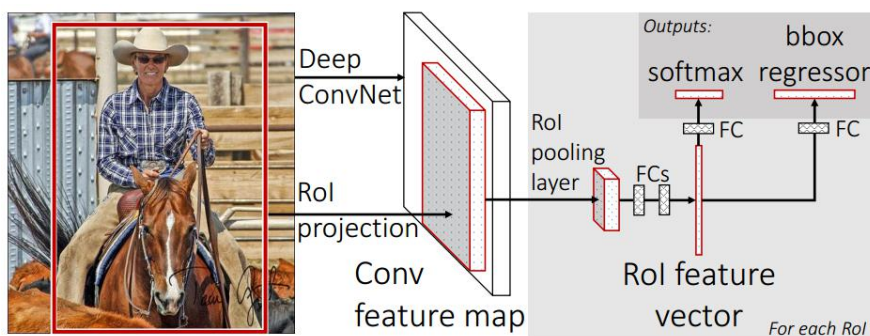 Deep
ConvNet
RoI
projection
Conv
feature map
RoI
pooling
layer
FCs
RoI feature
vector
Outputs:
softmax
bbox
regressor
FC
FC
For each RoI